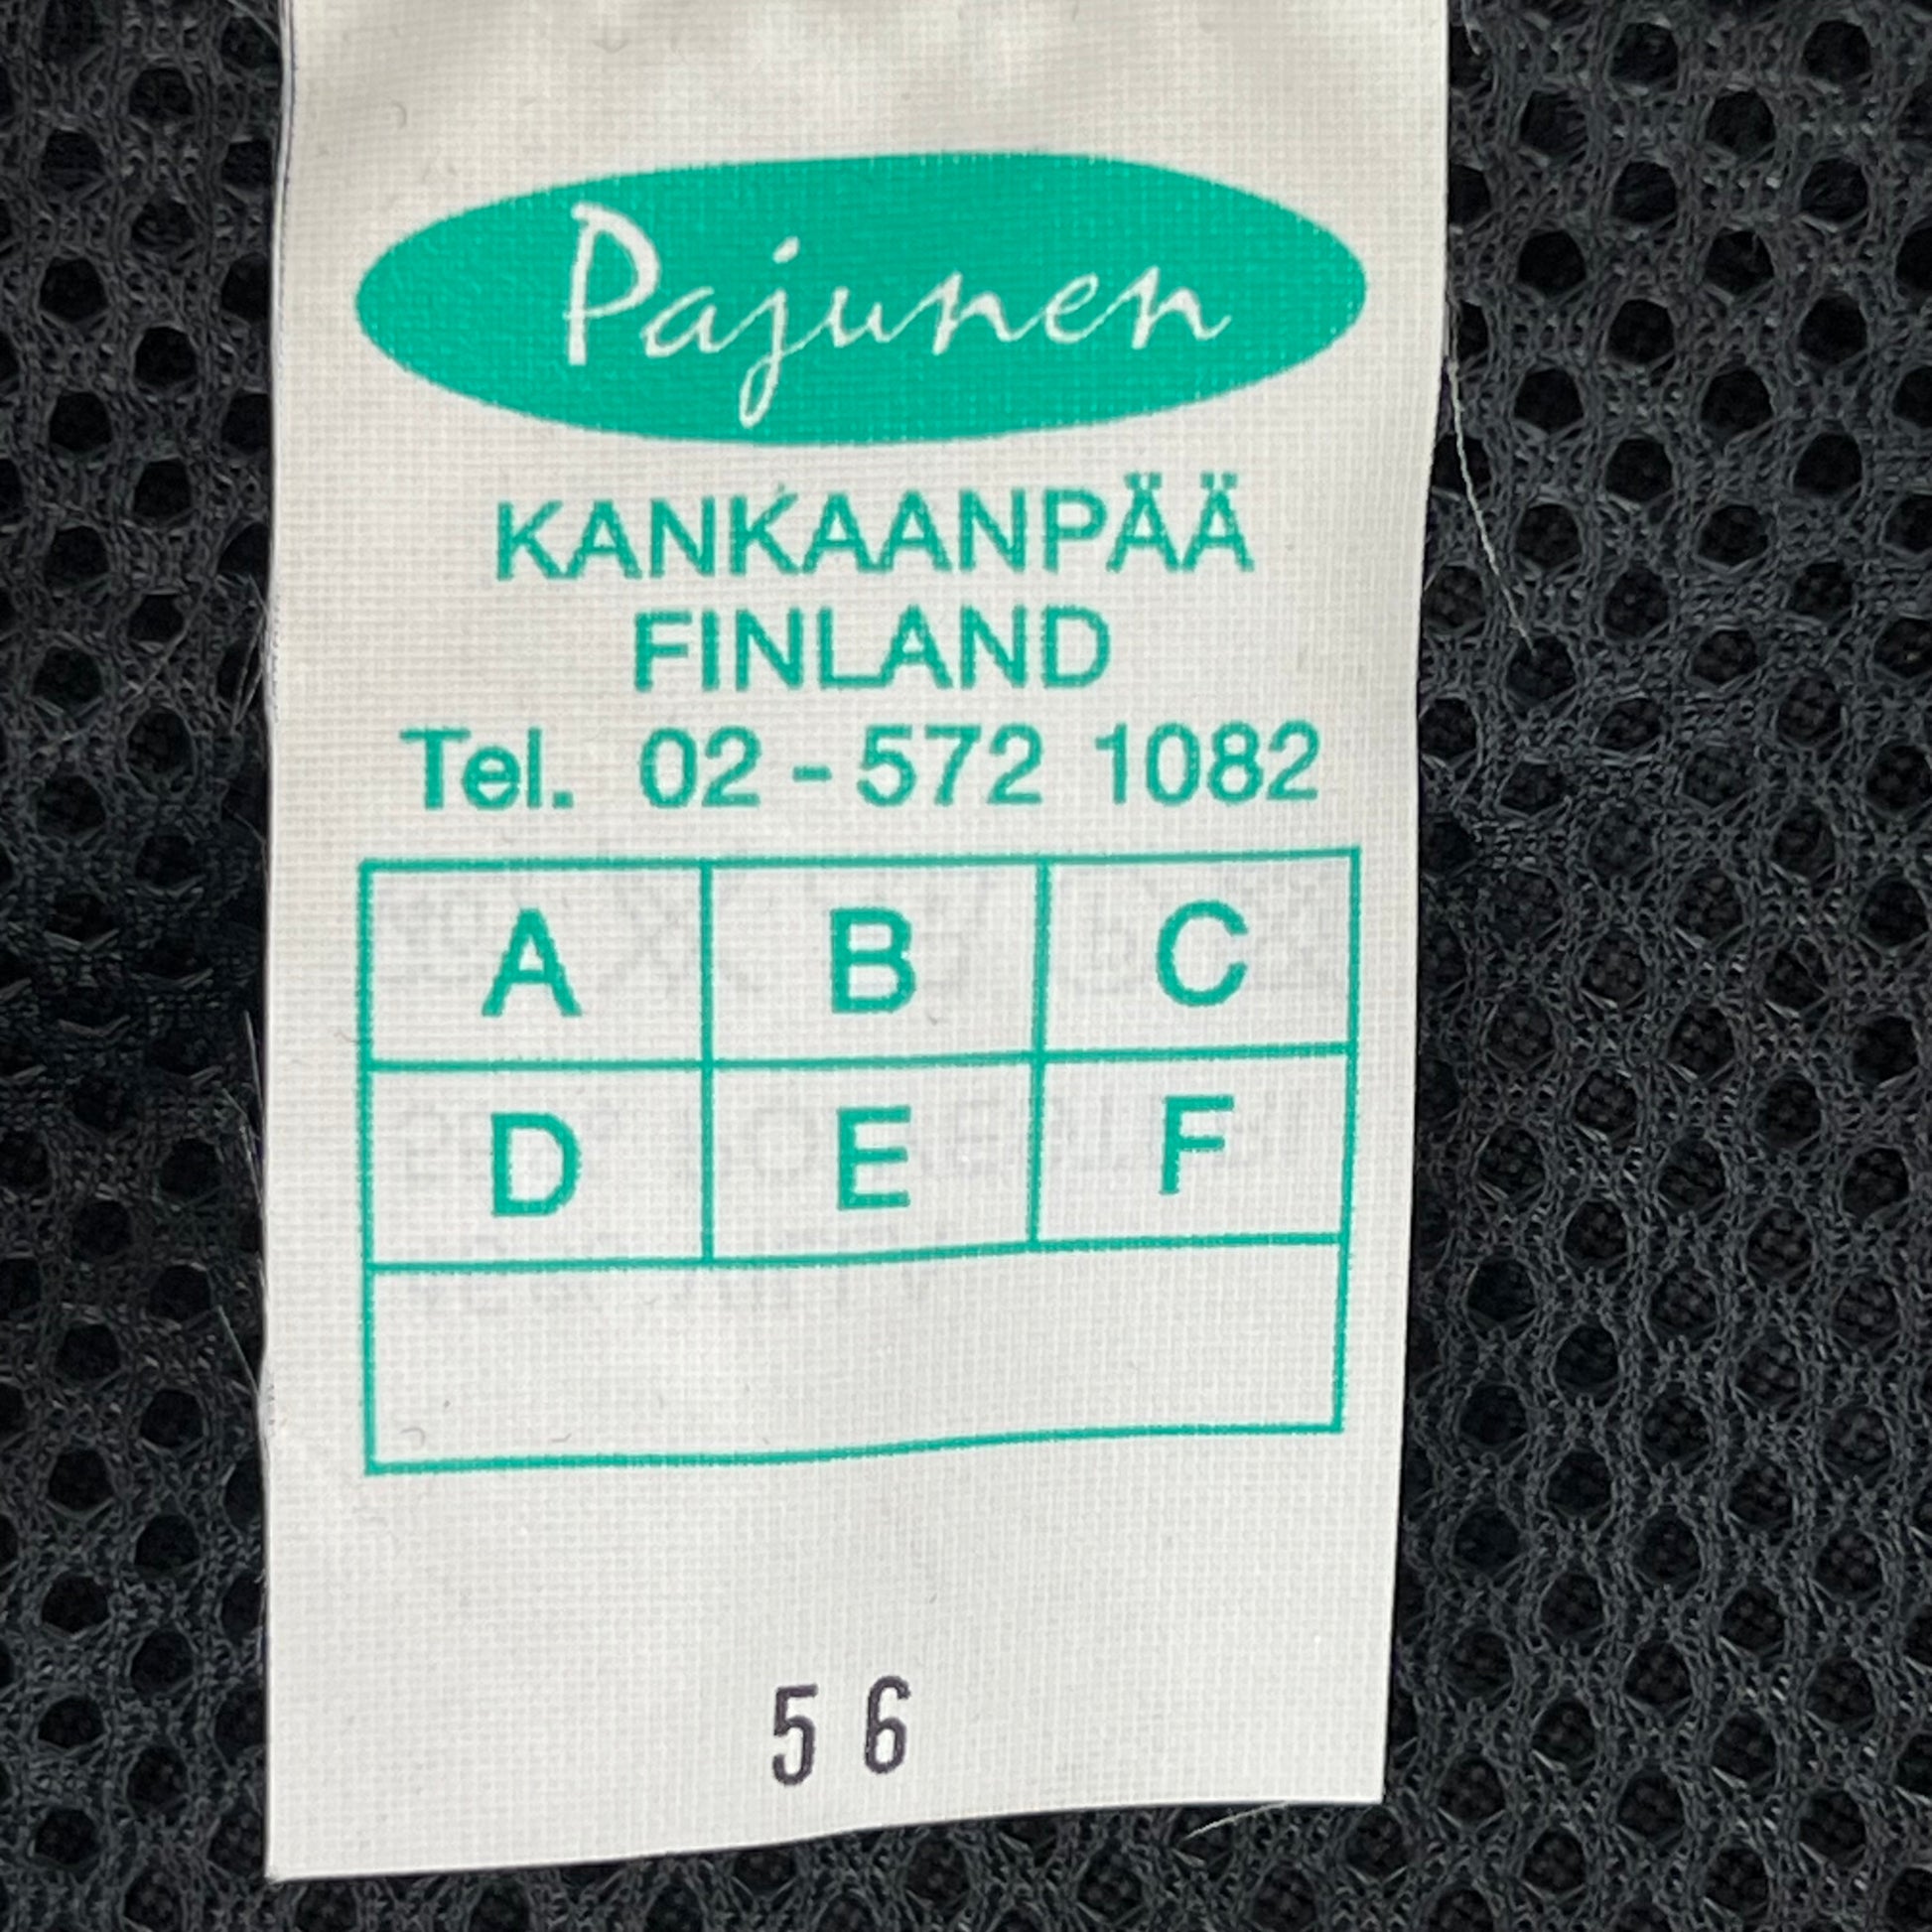 Pajunen
KANKAANPÄÄ
FINLAND
Tel. 02-572 1082
A B C
D E F
56